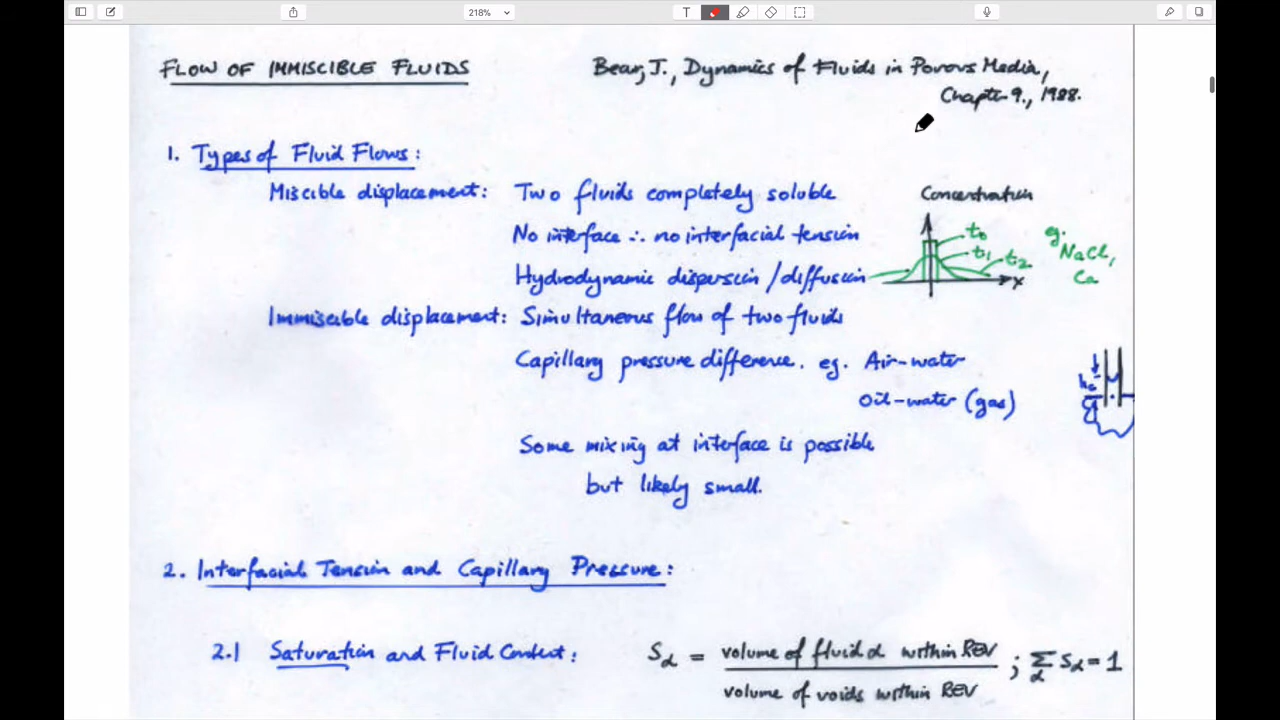 218%
T
FLOW OF IMMISCIBLE FLUIDS
Bear, J., Dynamics of Fluids in Porous Media,
Chapter 9., 1988.
1. Types of Fluid Flows:
Miscible displacement: Two fluids completely soluble
No interface ∴ no interfacial tension
Hydrodynamic dispersion / diffusion
Concentration
t₀
t₁
t₂
x
eg.
NaCl,
Ca
Immiscible displacement: Simultaneous flow of two fluids
Capillary pressure difference. eg. Air-water
Oil-water (gas)
hc
Some mixing at interface is possible
but likely small.
2. Interfacial Tension and Capillary Pressure:
2.1 Saturation and Fluid Content:
Sα = volume of fluid α within REV / volume of voids within REV ; ∑α Sα = 1